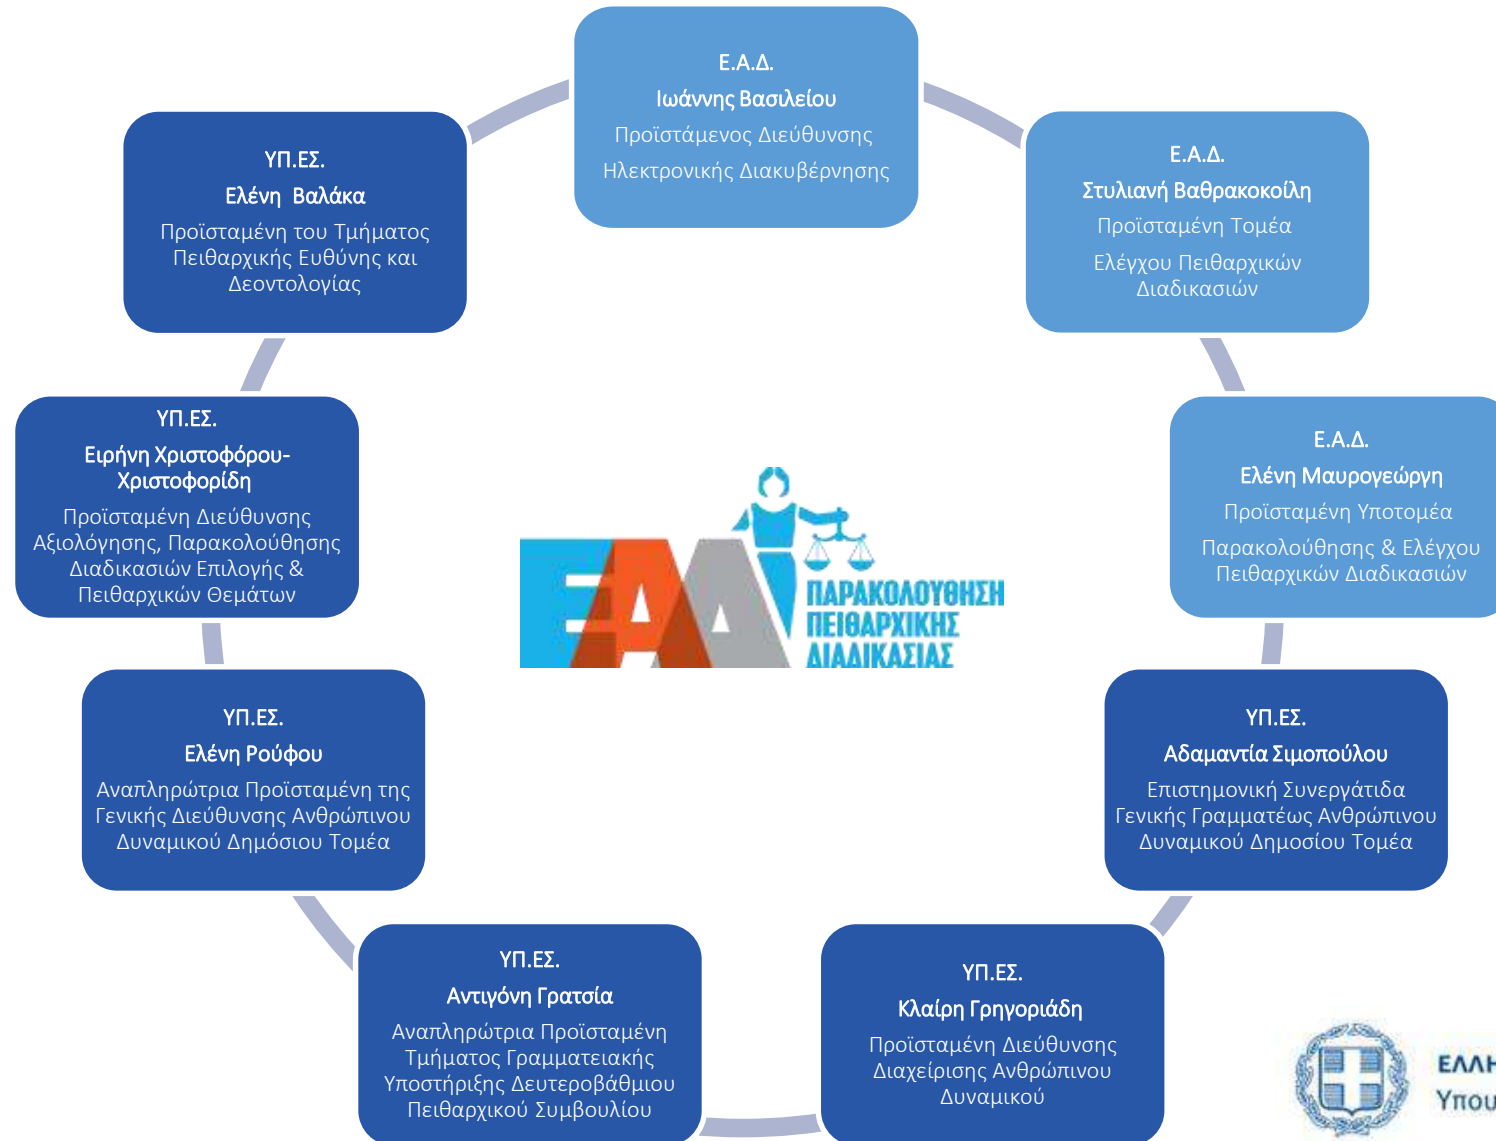 Ε.Α.Δ.
Ιωάννης Βασιλείου
Προϊστάμενος Διεύθυνσης
Ηλεκτρονικής Διακυβέρνησης
Ε.Α.Δ.
Στυλιανή Βαθρακοκοίλη
Προϊσταμένη Τομέα
Ελέγχου Πειθαρχικών
Διαδικασιών
Ε.Α.Δ.
Ελένη Μαυρογεώργη
Προϊσταμένη Υποτομέα
Παρακολούθησης & Ελέγχου
Πειθαρχικών Διαδικασιών
ΥΠ.ΕΣ.
Αδαμαντία Σιμοπούλου
Επιστημονική Συνεργάτιδα
Γενικής Γραμματέως Ανθρώπινου
Δυναμικού Δημοσίου Τομέα
ΥΠ.ΕΣ.
Κλαίρη Γρηγοριάδη
Προϊσταμένη Διεύθυνσης
Διαχείρισης Ανθρώπινου
Δυναμικού
ΥΠ.ΕΣ.
Αντιγόνη Γρατσία
Αναπληρώτρια Προϊσταμένη
Τμήματος Γραμματειακής
Υποστήριξης Δευτεροβάθμιου
Πειθαρχικού Συμβουλίου
ΥΠ.ΕΣ.
Ελένη Ρούφου
Αναπληρώτρια Προϊσταμένη της
Γενικής Διεύθυνσης Ανθρώπινου
Δυναμικού Δημόσιου Τομέα
ΥΠ.ΕΣ.
Ειρήνη Χριστοφόρου-
Χριστοφορίδη
Προϊσταμένη Διεύθυνσης
Αξιολόγησης, Παρακολούθησης
Διαδικασιών Επιλογής &
Πειθαρχικών Θεμάτων
ΥΠ.ΕΣ.
Ελένη Βαλάκα
Προϊσταμένη του Τμήματος
Πειθαρχικής Ευθύνης και
Δεοντολογίας
ΕΑΔ
ΠΑΡΑΚΟΛΟΥΘΗΣΗ
ΠΕΙΘΑΡΧΙΚΗΣ
ΔΙΑΔΙΚΑΣΙΑΣ